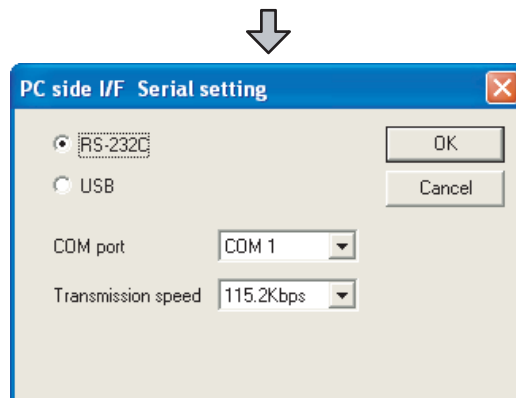 PC side I/F Serial setting
RS-232C
OK
USB
Cancel
COM port
COM 1
Transmission speed
115.2Kbps